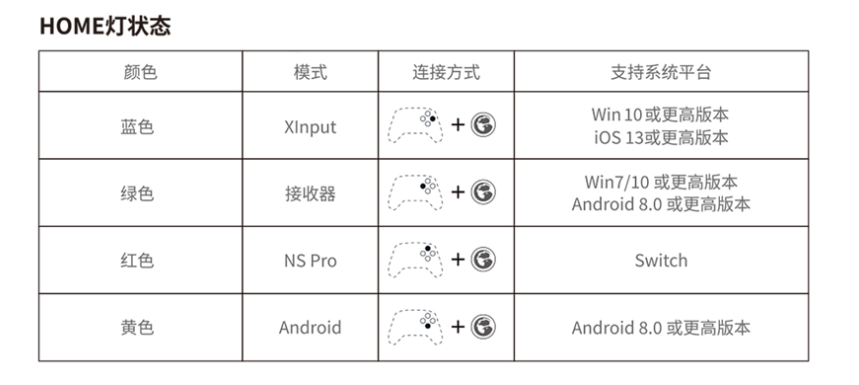 HOME灯状态
颜色 模式 连接方式 支持系统平台
蓝色 XInput + Win 10 或更高版本
iOS 13或更高版本
绿色 接收器 + Win7/10 或更高版本
Android 8.0 或更高版本
红色 NS Pro + Switch
黄色 Android + Android 8.0 或更高版本